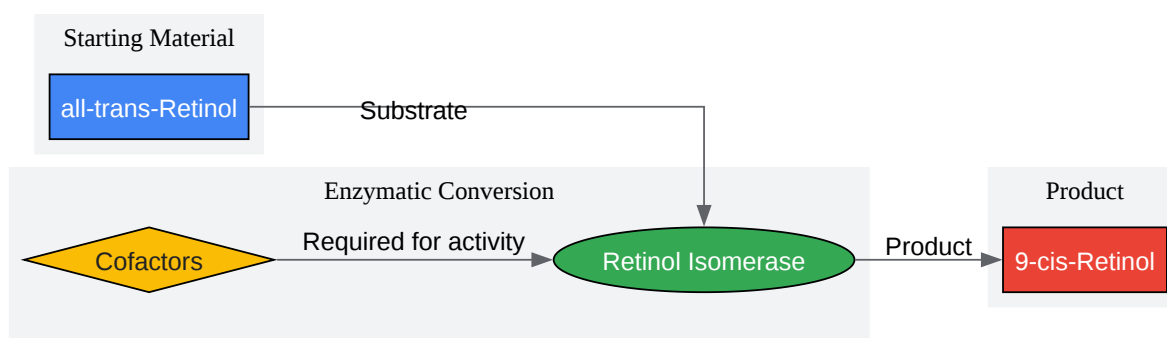 Starting Material
all-trans-Retinol
Substrate
Enzymatic Conversion
Cofactors
Required for activity
Retinol Isomerase
Product
Product
9-cis-Retinol